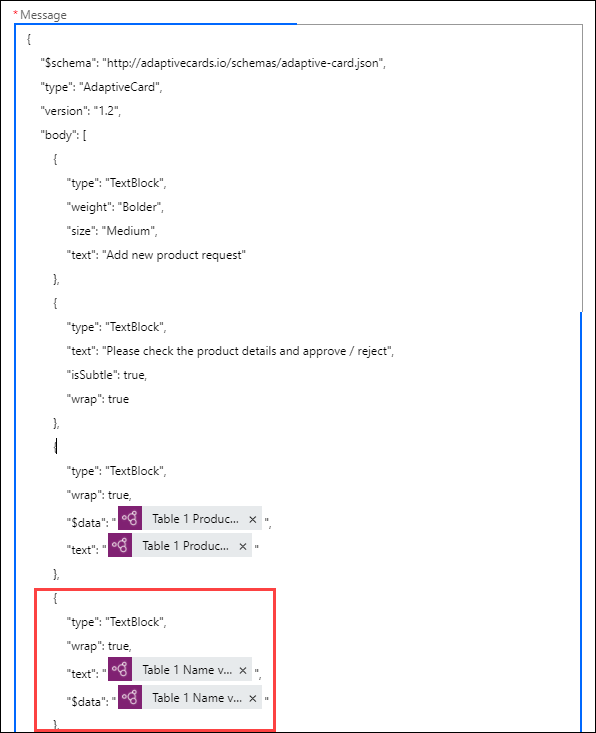 * Message
{
"$schema": "http://adaptivecards.io/schemas/adaptive-card.json",
"type": "AdaptiveCard",
"version": "1.2",
"body": [
{
"type": "TextBlock",
"weight": "Bolder",
"size": "Medium",
"text": "Add new product request"
},
{
"type": "TextBlock",
"text": "Please check the product details and approve / reject",
"isSubtle": true,
"wrap": true
},
{
"type": "TextBlock",
"wrap": true,
"$data": " Table 1 Produc... × ",
"text": " Table 1 Produc... × "
},
{
"type": "TextBlock",
"wrap": true,
"text": " Table 1 Name v... × ",
"$data": " Table 1 Name v... × "
},